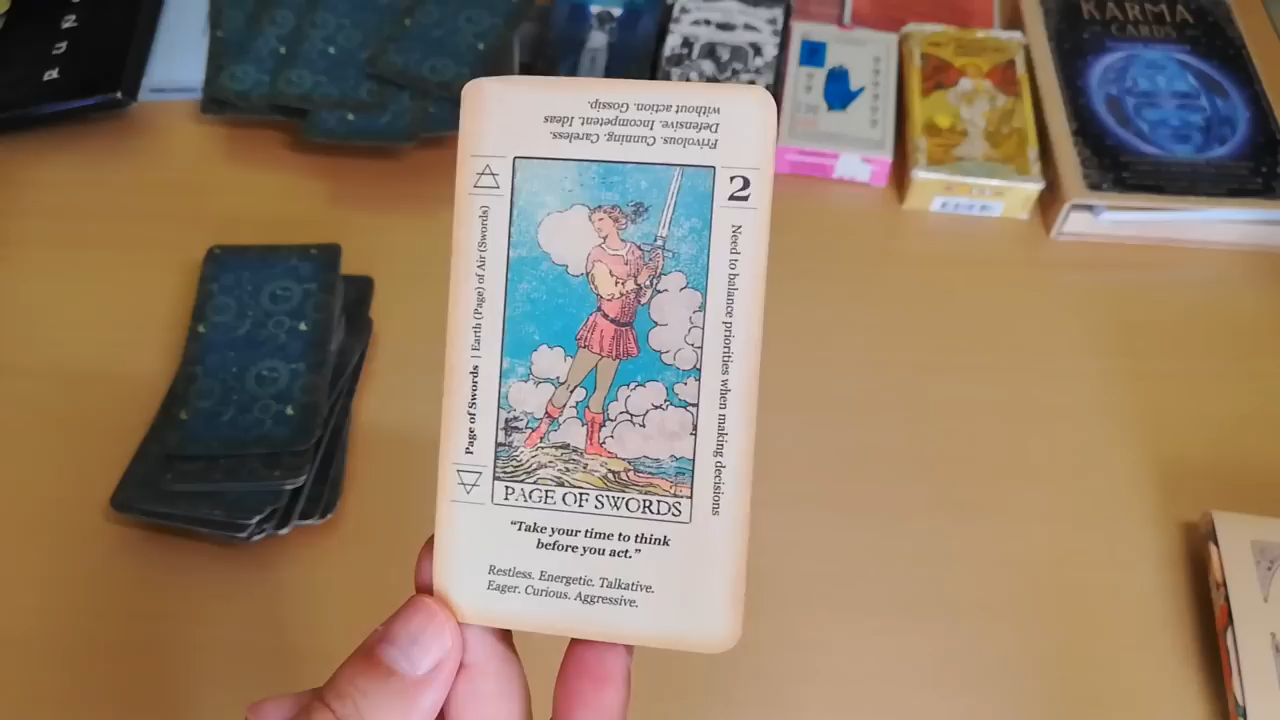 KARMA
CARDS
Frivolous. Cunning. Careless.
Defensive. Incompetent. Ideas
without action. Gossip.
2
Page of Swords | Earth (Page) of Air (Swords)
Need to balance priorities when making decisions
PAGE OF SWORDS
“Take your time to think
before you act.”
Restless. Energetic. Talkative.
Eager. Curious. Aggressive.